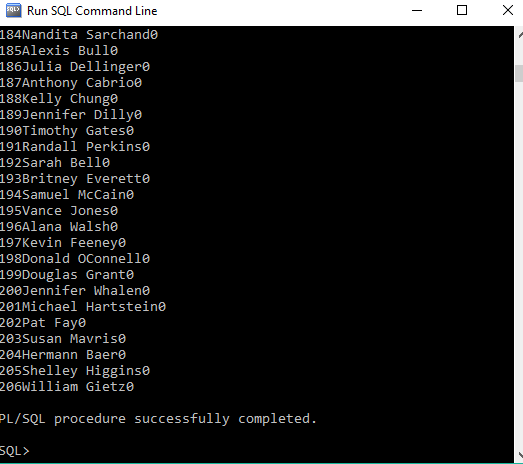 Run SQL Command Line
184Nandita Sarchand0
185Alexis Bull0
186Julia Dellinger0
187Anthony Cabrio0
188Kelly Chung0
189Jennifer Dilly0
190Timothy Gates0
191Randall Perkins0
192Sarah Bell0
193Britney Everett0
194Samuel McCain0
195Vance Jones0
196Alana Walsh0
197Kevin Feeney0
198Donald OConnell0
199Douglas Grant0
200Jennifer Whalen0
201Michael Hartstein0
202Pat Fay0
203Susan Mavris0
204Hermann Baer0
205Shelley Higgins0
206William Gietz0
PL/SQL procedure successfully completed.
SQL>